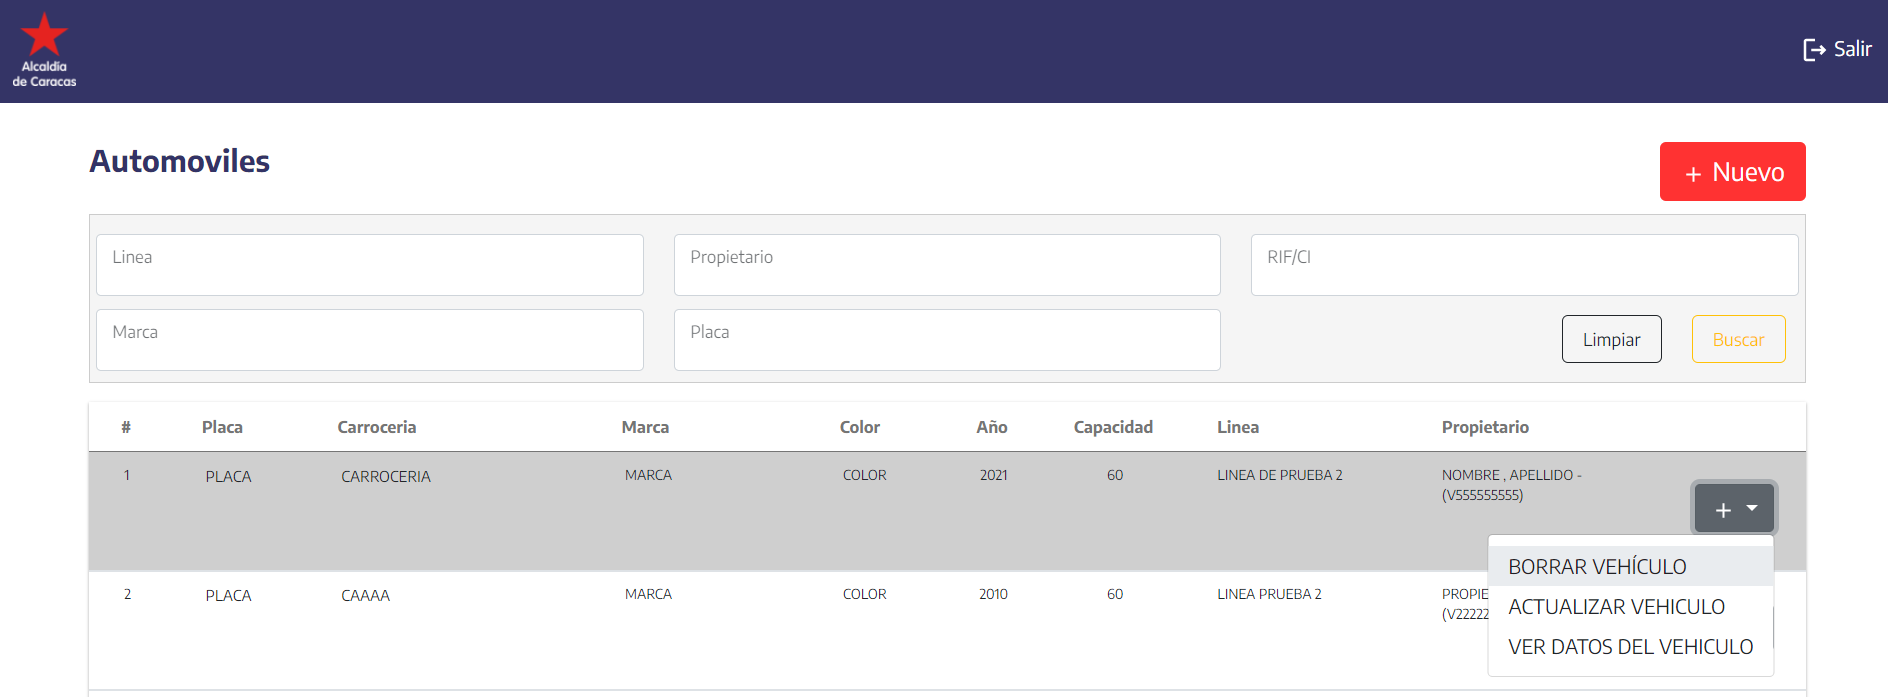 Alcaldía
de Caracas
Salir
Automoviles
+ Nuevo
Linea
Propietario
RIF/CI
Marca
Placa
Limpiar
Buscar
# Placa Carroceria Marca Color Año Capacidad Linea Propietario
1 PLACA CARROCERIA MARCA COLOR 2021 60 LINEA DE PRUEBA 2 NOMBRE , APELLIDO -
(V555555555)
+
BORRAR VEHÍCULO
ACTUALIZAR VEHICULO
VER DATOS DEL VEHICULO
2 PLACA CAAAA MARCA COLOR 2010 60 LINEA PRUEBA 2 PROPIE
(V22222